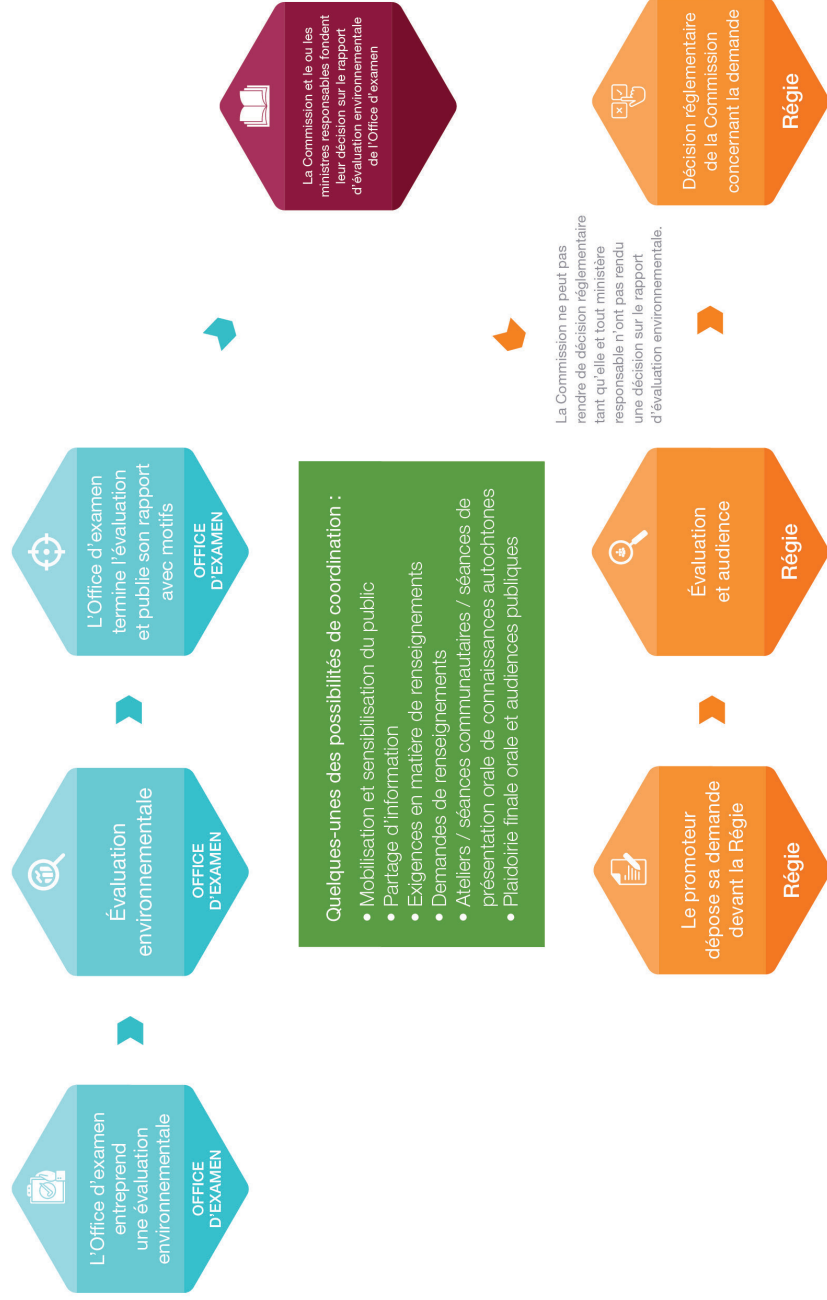 L'Office d'examen
entreprend
une évaluation
environnementale
OFFICE
D'EXAMEN
Évaluation
environnementale
OFFICE
D'EXAMEN
L'Office d'examen
termine l'évaluation
et publie son rapport
avec motifs
OFFICE
D'EXAMEN
La Commission et le ou les
ministres responsables fondent
leur décision sur le rapport
d'évaluation environnementale
de l'Office d'examen
Quelques-unes des possibilités de coordination :
• Mobilisation et sensibilisation du public
• Partage d'information
• Exigences en matière de renseignements
• Demandes de renseignements
• Ateliers / séances communautaires / séances de
présentation orale de connaissances autochtones
• Plaidoirie finale orale et audiences publiques
La Commission ne peut pas
rendre de décision réglementaire
tant qu'elle et tout ministère
responsable n'ont pas rendu
une décision sur le rapport
d'évaluation environnementale.
Le promoteur
dépose sa demande
devant la Régie
Régie
Évaluation
et audience
Régie
Décision réglementaire
de la Commission
concernant la demande
Régie